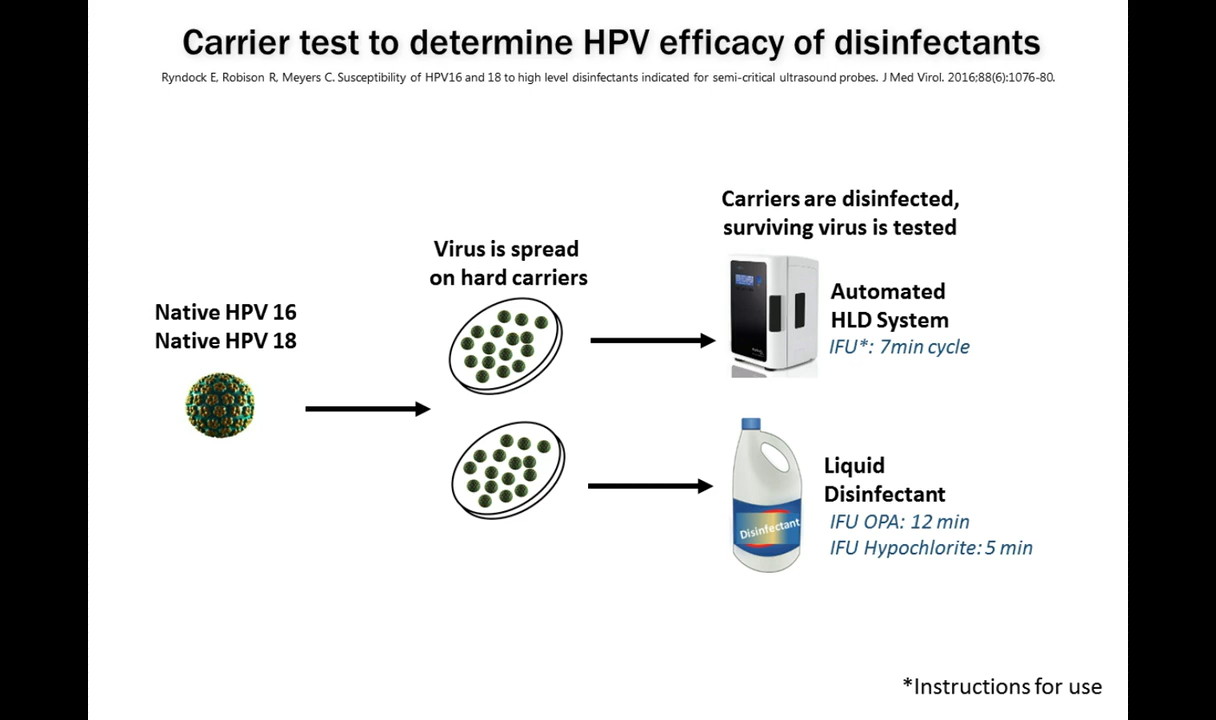 Carrier test to determine HPV efficacy of disinfectants
Ryndock E, Robison R, Meyers C. Susceptibility of HPV16 and 18 to high level disinfectants indicated for semi-critical ultrasound probes. J Med Virol. 2016;88(6):1076-80.
Native HPV 16
Native HPV 18
Virus is spread
on hard carriers
Carriers are disinfected,
surviving virus is tested
Automated
HLD System
IFU*: 7min cycle
Disinfectant
Liquid
Disinfectant
IFU OPA: 12 min
IFU Hypochlorite: 5 min
*Instructions for use